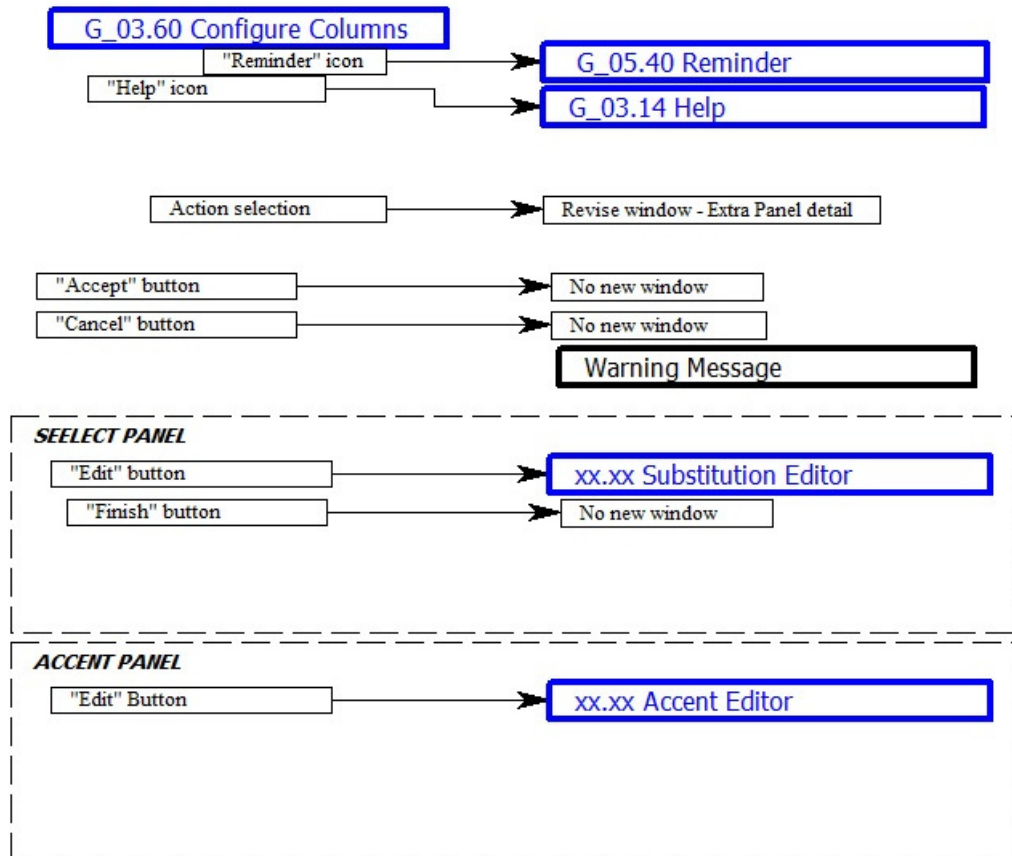 G_03.60 Configure Columns
"Reminder" icon
G_05.40 Reminder
"Help" icon
G_03.14 Help
Action selection
Revise window - Extra Panel detail
"Accept" button
No new window
"Cancel" button
No new window
Warning Message
SEELECT PANEL
"Edit" button
xx.xx Substitution Editor
"Finish" button
No new window
ACCENT PANEL
"Edit" Button
xx.xx Accent Editor